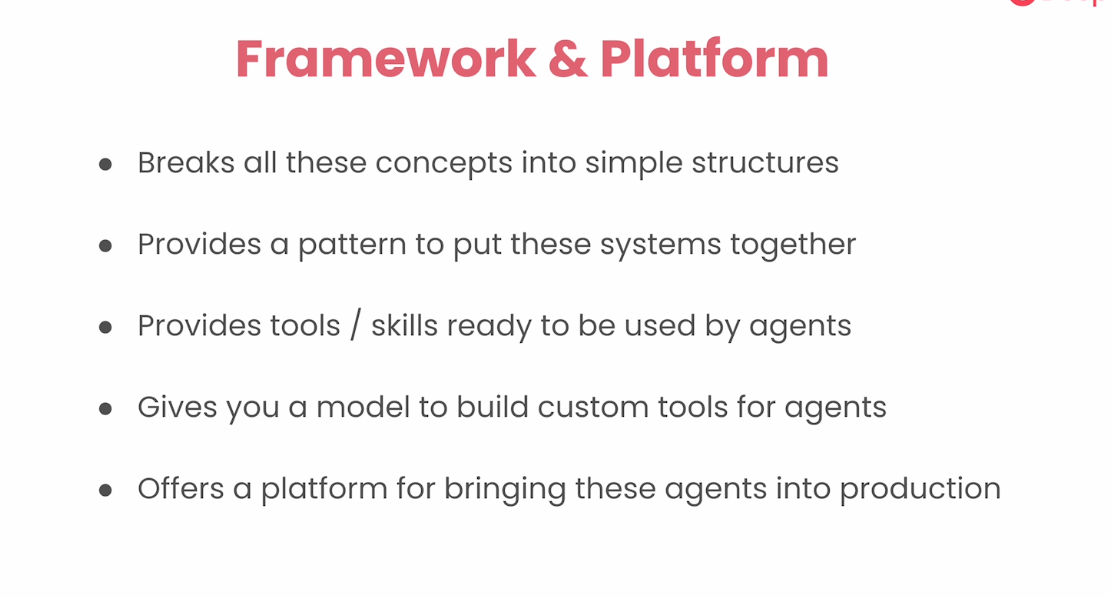 Framework & Platform
● Breaks all these concepts into simple structures
● Provides a pattern to put these systems together
● Provides tools / skills ready to be used by agents
● Gives you a model to build custom tools for agents
● Offers a platform for bringing these agents into production